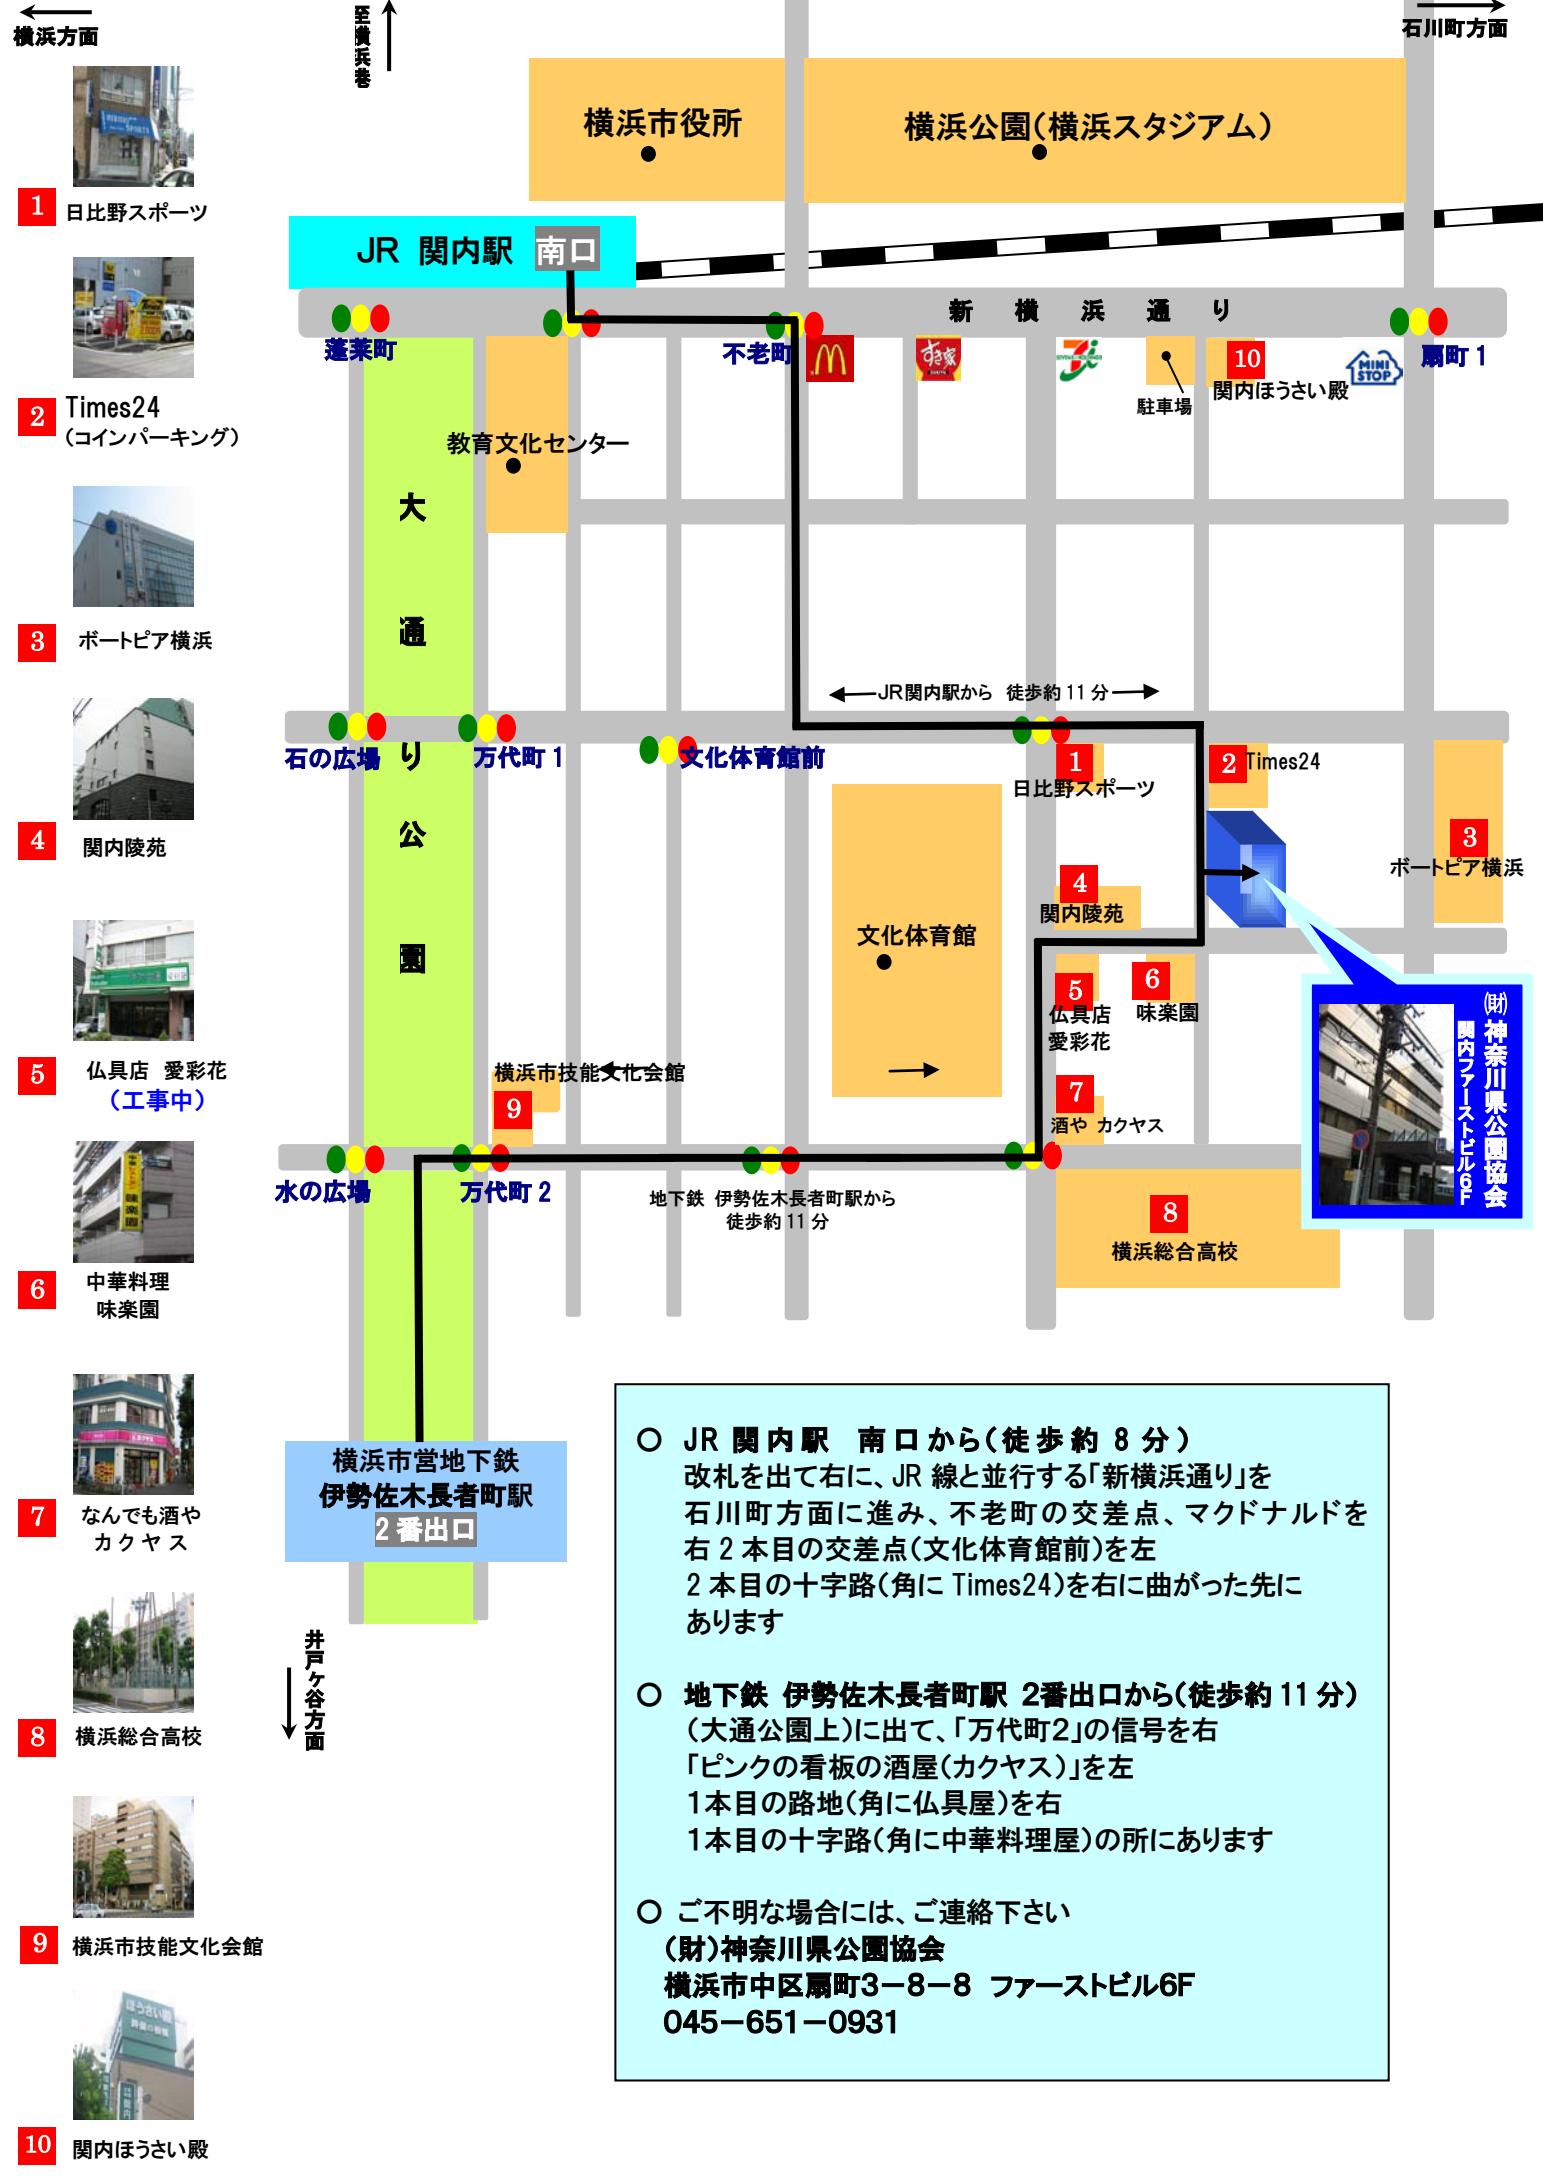 横浜方面
至横浜港
石川町方面
横浜市役所
横浜公園(横浜スタジアム)
JR 関内駅 南口
新横浜通り
蓬莱町
不老町
扇町1
すき家
MINI STOP
駐車場
10
関内ほうさい殿
教育文化センター
大通り公園
JR関内駅から 徒歩約11分
石の広場
万代町1
文化体育館前
1
日比野スポーツ
2
Times24
3
ボートピア横浜
4
関内陵苑
文化体育館
5
仏具店
愛彩花
6
味楽園
横浜市技能文化会館
9
7
酒や カクヤス
水の広場
万代町2
地下鉄 伊勢佐木長者町駅から
徒歩約11分
8
横浜総合高校
(財)神奈川県公園協会
関内ファーストビル6F
横浜市営地下鉄
伊勢佐木長者町駅
2番出口
井戸ヶ谷方面
1 日比野スポーツ
2 Times24
(コインパーキング)
3 ボートピア横浜
4 関内陵苑
5 仏具店 愛彩花
(工事中)
6 中華料理
味楽園
7 なんでも酒や
カクヤス
8 横浜総合高校
9 横浜市技能文化会館
10 関内ほうさい殿
○ JR関内駅 南口から(徒歩約8分)
改札を出て右に、JR線と並行する「新横浜通り」を
石川町方面に進み、不老町の交差点、マクドナルドを
右2本目の交差点(文化体育館前)を左
2本目の十字路(角にTimes24)を右に曲がった先に
あります
○ 地下鉄 伊勢佐木長者町駅 2番出口から(徒歩約11分)
(大通公園上)に出て、「万代町2」の信号を右
「ピンクの看板の酒屋(カクヤス)」を左
1本目の路地(角に仏具屋)を右
1本目の十字路(角に中華料理屋)の所にあります
○ ご不明な場合には、ご連絡下さい
(財)神奈川県公園協会
横浜市中区扇町3-8-8 ファーストビル6F
045-651-0931